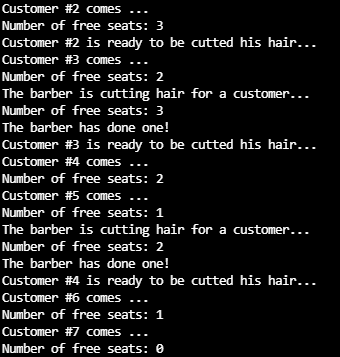 Customer #2 comes ...
Number of free seats: 3
Customer #2 is ready to be cutted his hair...
Customer #3 comes ...
Number of free seats: 2
The barber is cutting hair for a customer...
Number of free seats: 3
The barber has done one!
Customer #3 is ready to be cutted his hair...
Customer #4 comes ...
Number of free seats: 2
Customer #5 comes ...
Number of free seats: 1
The barber is cutting hair for a customer...
Number of free seats: 2
The barber has done one!
Customer #4 is ready to be cutted his hair...
Customer #6 comes ...
Number of free seats: 1
Customer #7 comes ...
Number of free seats: 0